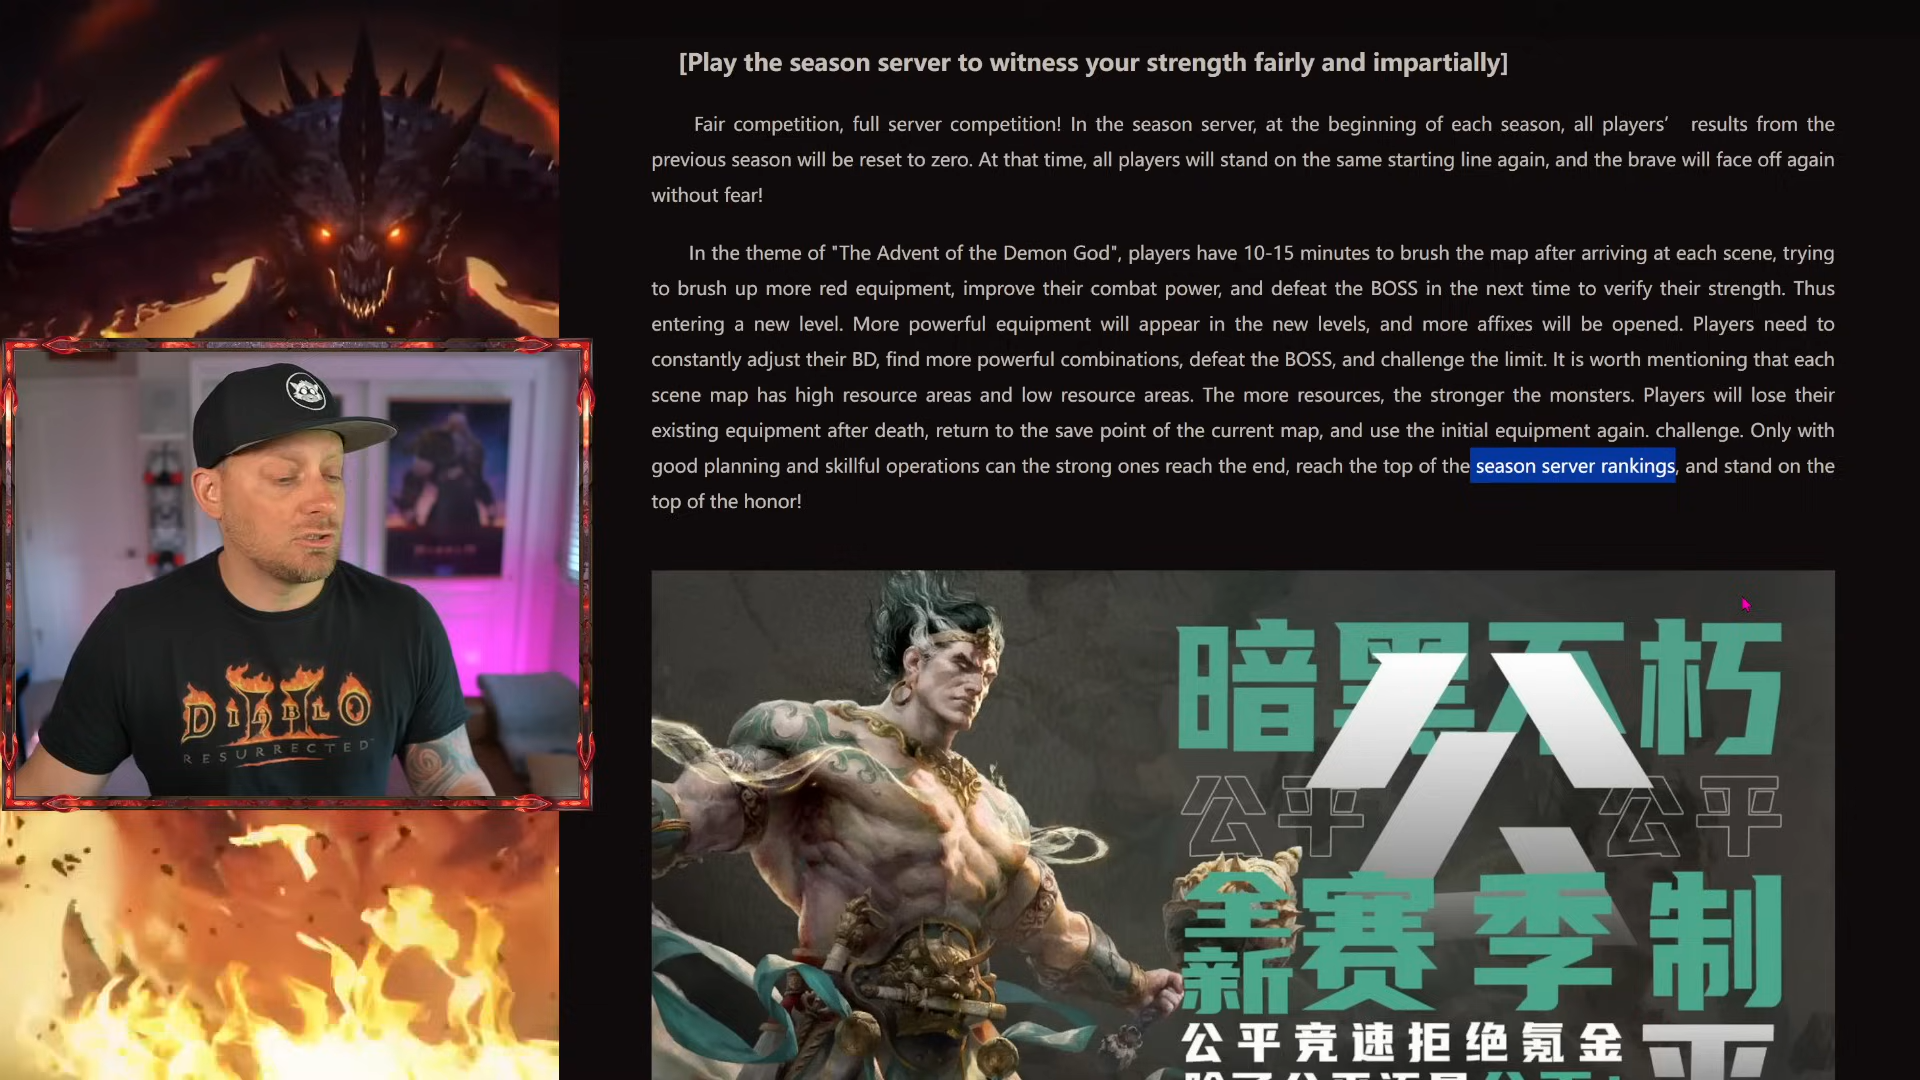 [Play the season server to witness your strength fairly and impartially]
Fair competition, full server competition! In the season server, at the beginning of each season, all players’ results from the
previous season will be reset to zero. At that time, all players will stand on the same starting line again, and the brave will face off again
without fear!
In the theme of "The Advent of the Demon God", players have 10-15 minutes to brush the map after arriving at each scene, trying
to brush up more red equipment, improve their combat power, and defeat the BOSS in the next time to verify their strength. Thus
entering a new level. More powerful equipment will appear in the new levels, and more affixes will be opened. Players need to
constantly adjust their BD, find more powerful combinations, defeat the BOSS, and challenge the limit. It is worth mentioning that each
scene map has high resource areas and low resource areas. The more resources, the stronger the monsters. Players will lose their
existing equipment after death, return to the save point of the current map, and use the initial equipment again. challenge. Only with
good planning and skillful operations can the strong ones reach the end, reach the top of the season server rankings, and stand on the
top of the honor!
DIABLO
II
RESURRECTED
暗黑不朽
公
公平 公平
全新赛季制
公平竞速拒绝氪金
平